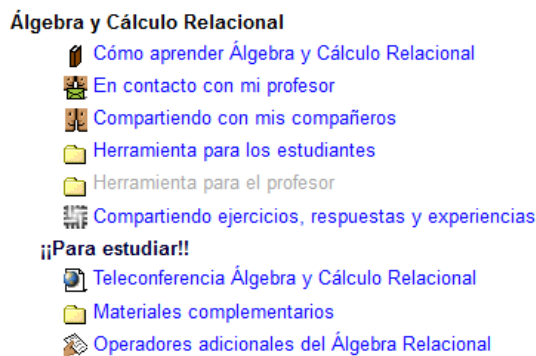 Álgebra y Cálculo Relacional
Cómo aprender Álgebra y Cálculo Relacional
En contacto con mi profesor
Compartiendo con mis compañeros
Herramienta para los estudiantes
Herramienta para el profesor
Compartiendo ejercicios, respuestas y experiencias
¡¡Para estudiar!!
Teleconferencia Álgebra y Cálculo Relacional
Materiales complementarios
Operadores adicionales del Álgebra Relacional